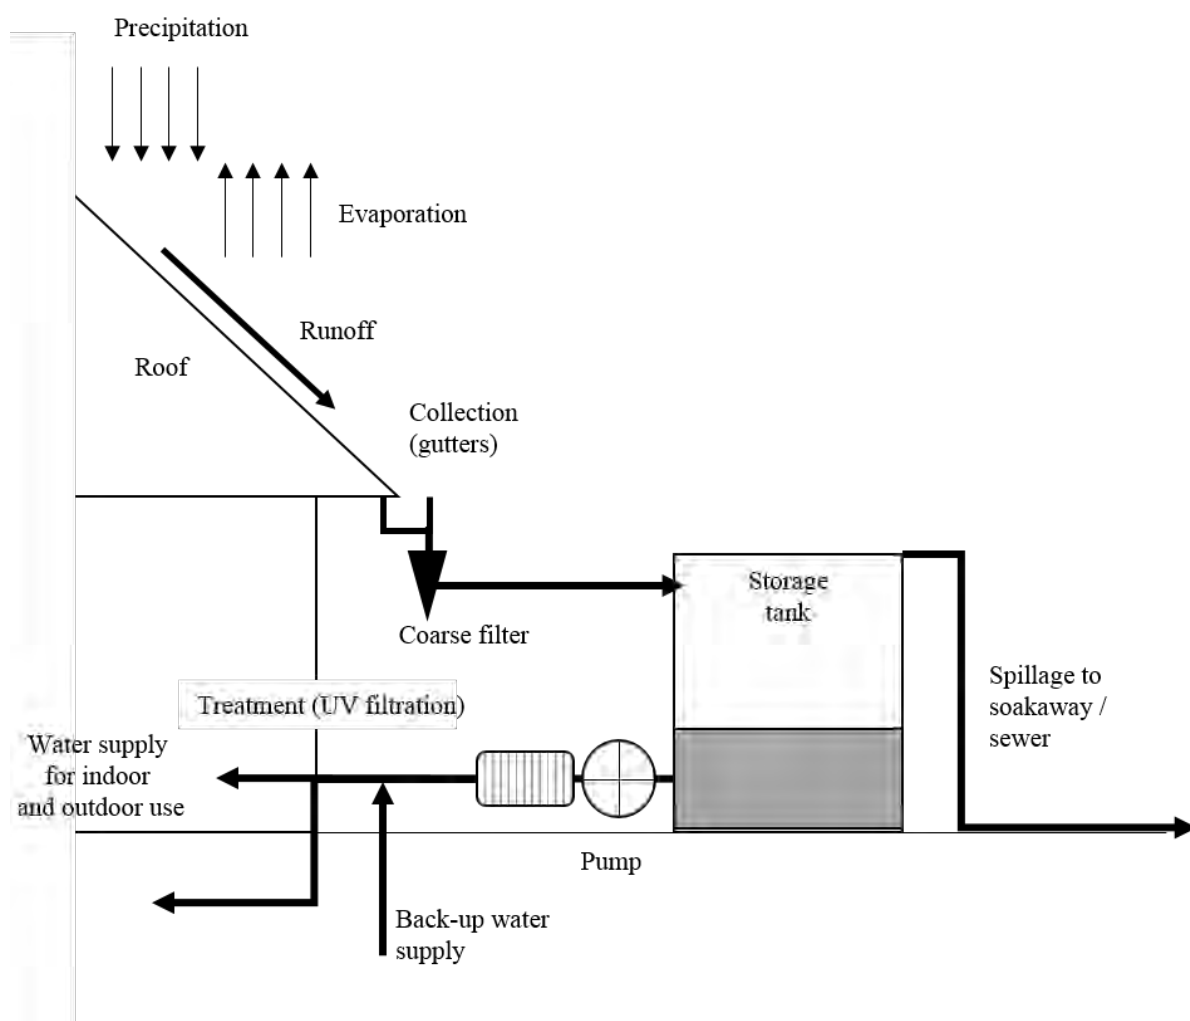 Precipitation
Evaporation
Runoff
Roof
Collection
(gutters)
Storage
tank
Coarse filter
Spillage to
soakaway /
sewer
Treatment (UV filtration)
Water supply
for indoor
and outdoor use
Pump
Back-up water
supply